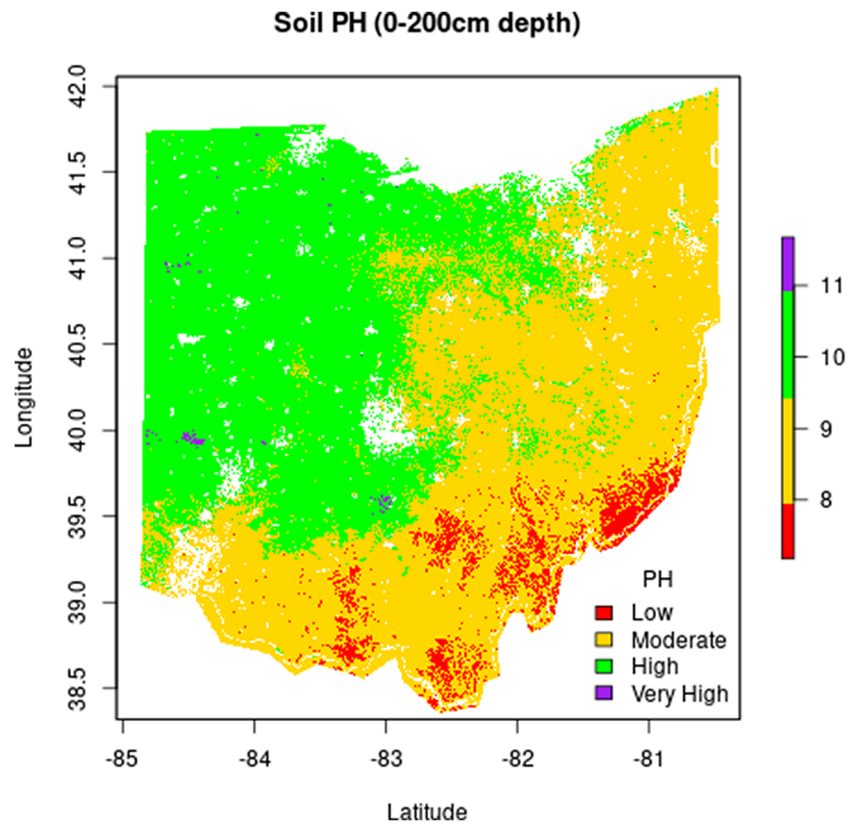 Soil PH (0-200cm depth)
42.0
41.5
41.0
40.5
40.0
39.5
39.0
38.5
Longitude
-85
-84
-83
-82
-81
Latitude
PH
Low
Moderate
High
Very High
11
10
9
8